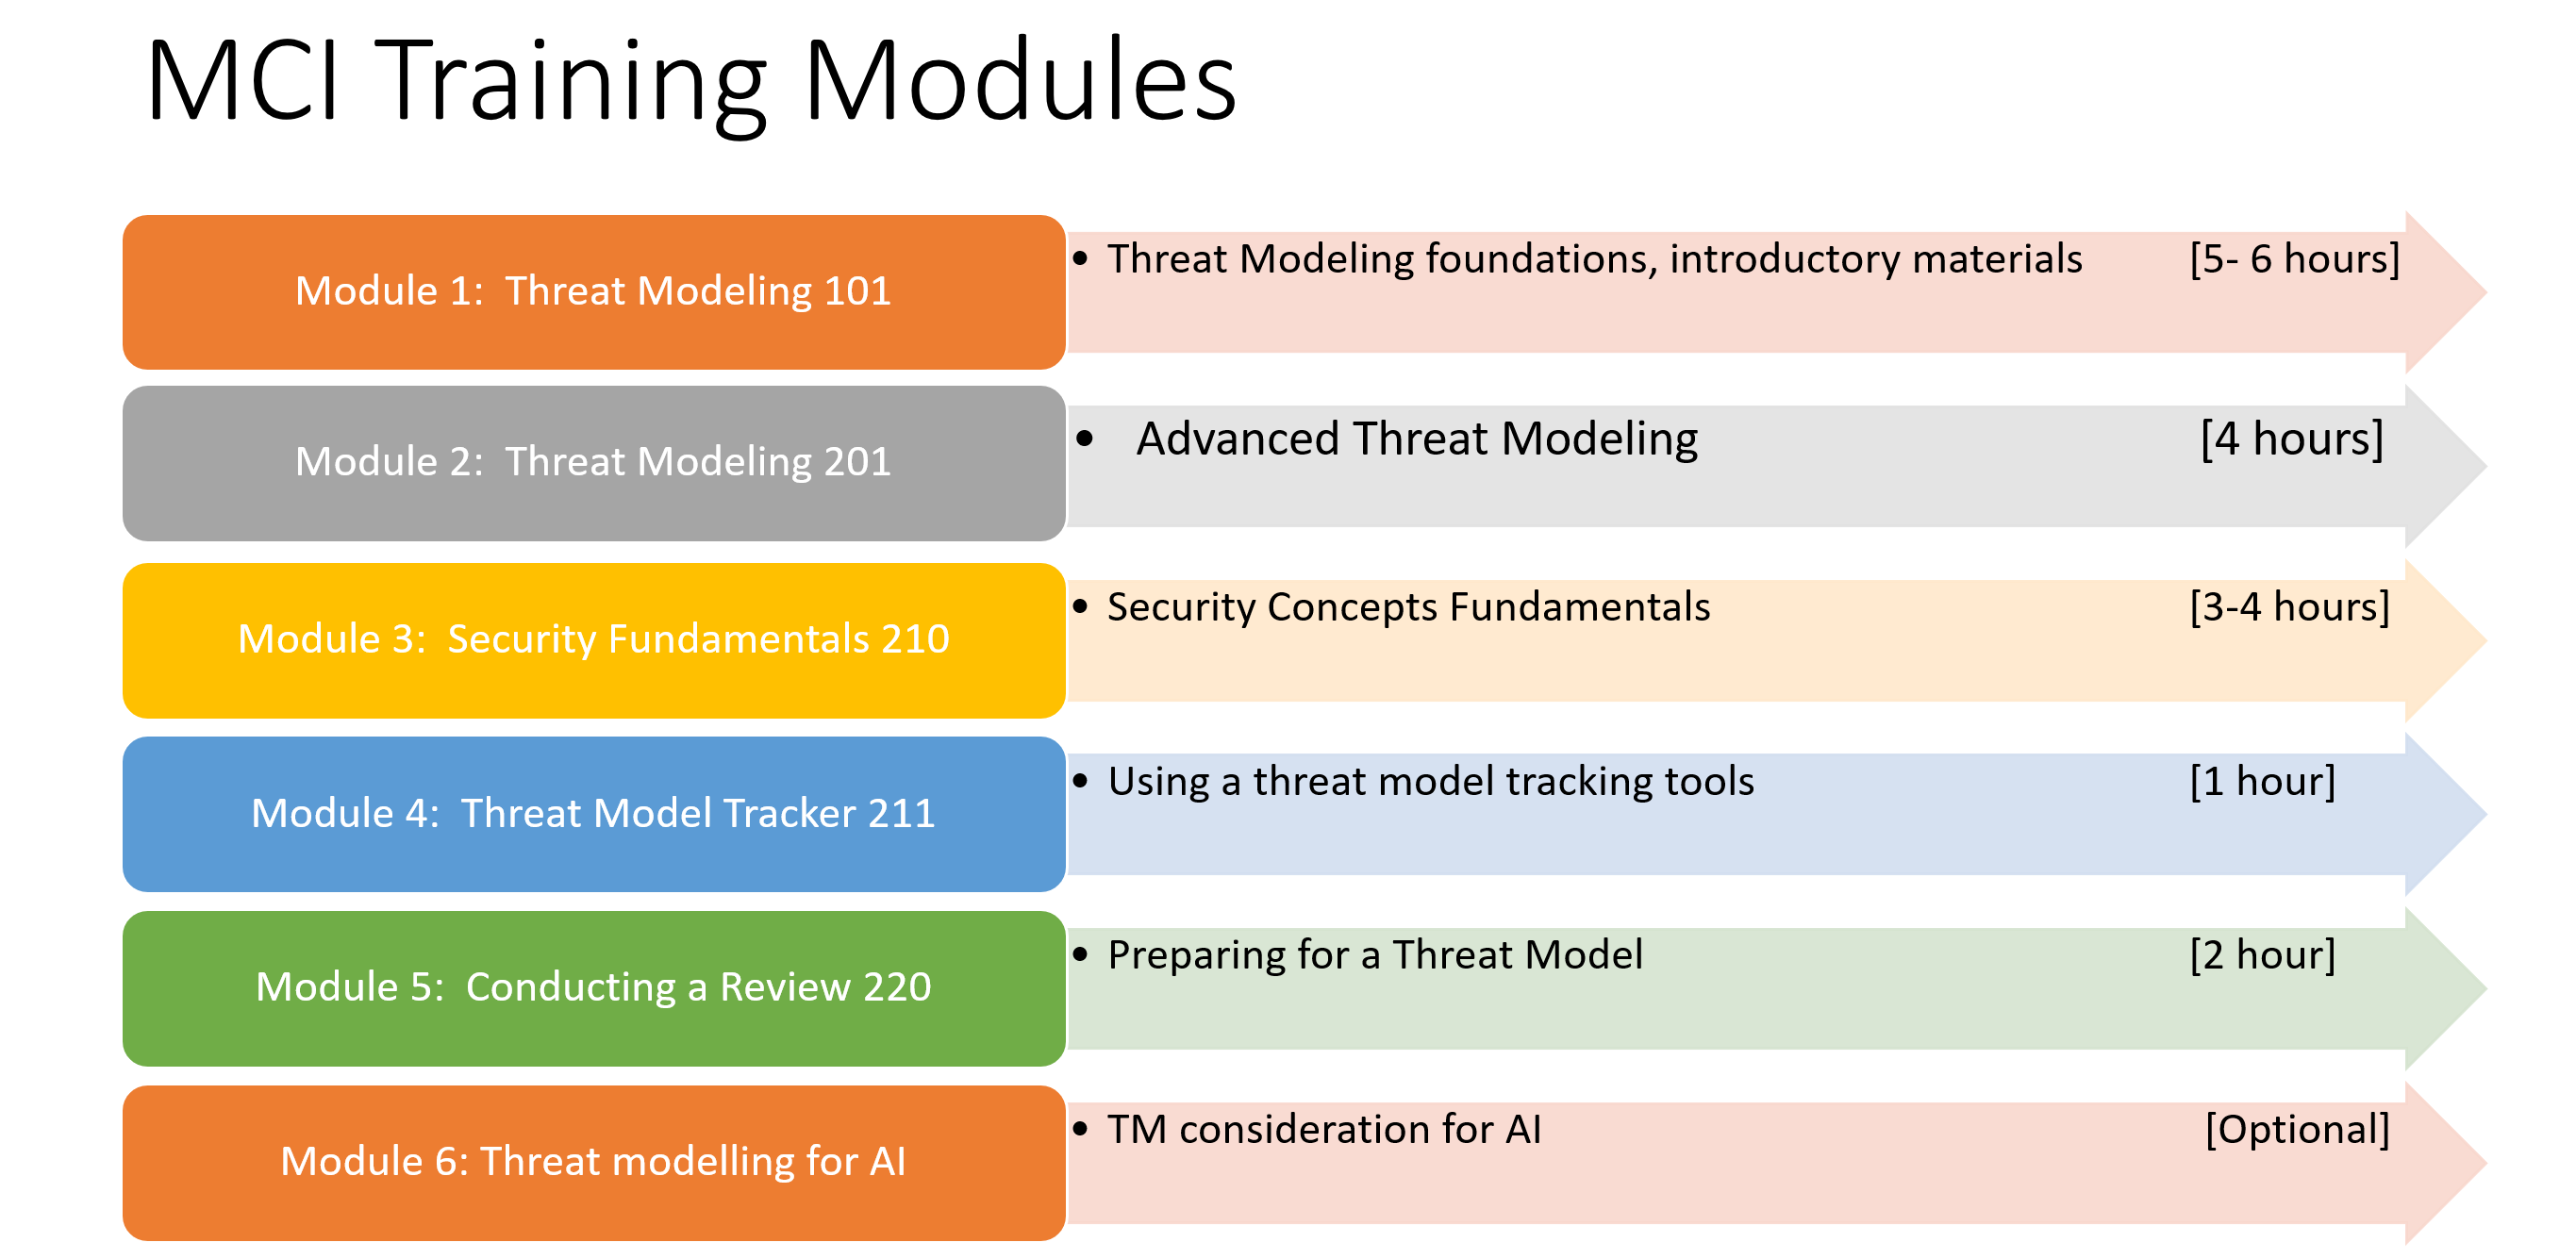 MCI Training Modules
Module 1:  Threat Modeling 101
• Threat Modeling foundations, introductory materials [5- 6 hours]
Module 2:  Threat Modeling 201
• Advanced Threat Modeling [4 hours]
Module 3:  Security Fundamentals 210
• Security Concepts Fundamentals [3-4 hours]
Module 4:  Threat Model Tracker 211
• Using a threat model tracking tools [1 hour]
Module 5:  Conducting a Review 220
• Preparing for a Threat Model [2 hour]
Module 6: Threat modelling for AI
• TM consideration for AI [Optional]